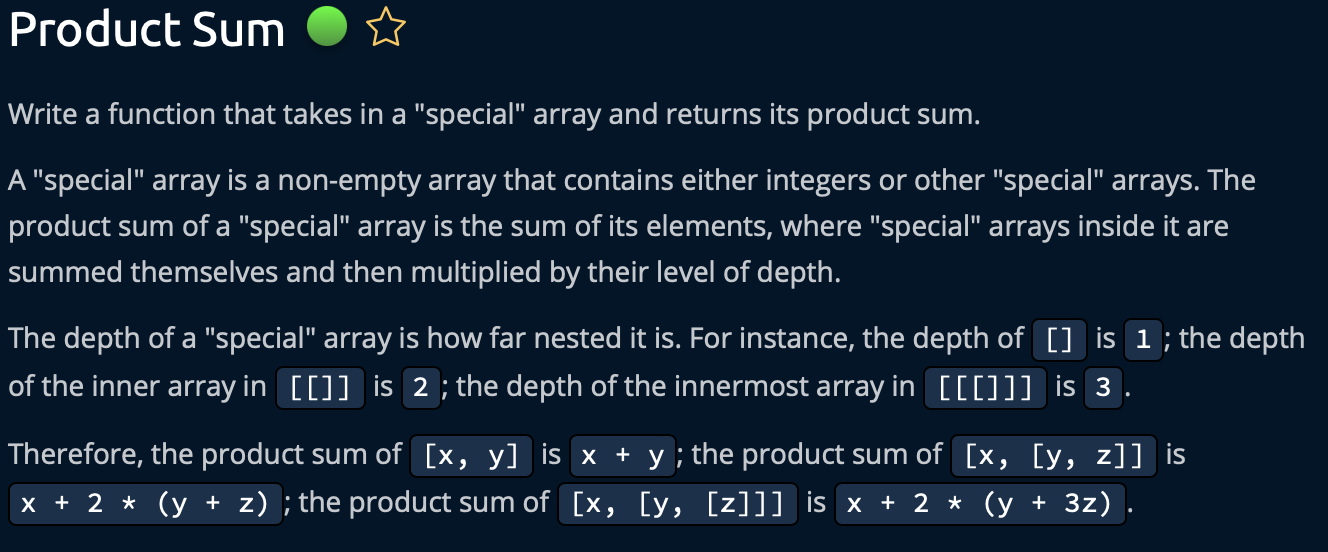 Product Sum
Write a function that takes in a "special" array and returns its product sum.
A "special" array is a non-empty array that contains either integers or other "special" arrays. The
product sum of a "special" array is the sum of its elements, where "special" arrays inside it are
summed themselves and then multiplied by their level of depth.
The depth of a "special" array is how far nested it is. For instance, the depth of [] is 1; the depth
of the inner array in [[]] is 2; the depth of the innermost array in [[[]]] is 3.
Therefore, the product sum of [x, y] is x + y; the product sum of [x, [y, z]] is
x + 2 * (y + z); the product sum of [x, [y, [z]]] is x + 2 * (y + 3z).